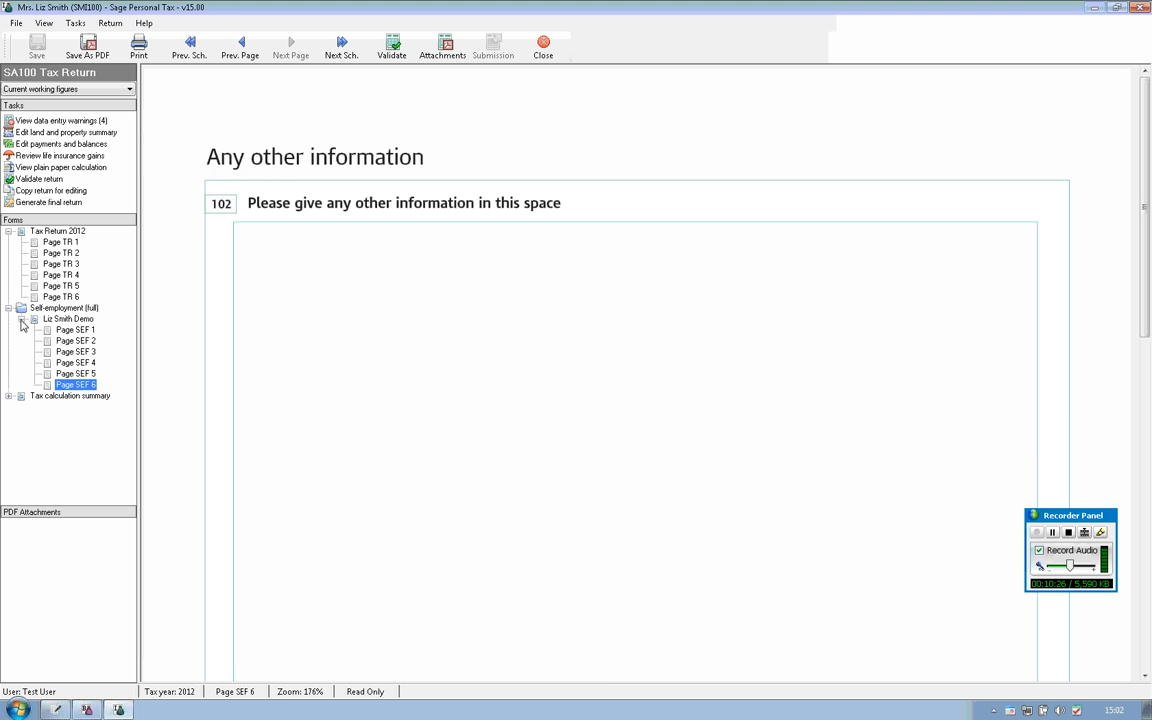 Mrs. Liz Smith (SMI100) - Sage Personal Tax - v15.00
File View Tasks Return Help
Save Save As PDF Print Prev. Sch. Prev. Page Next Page Next Sch. Validate Attachments Submission Close
SA100 Tax Return
Current working figures
Tasks
View data entry warnings (4)
Edit land and property summary
Edit payments and balances
Review life insurance gains
View plain paper calculation
Validate return
Copy return for editing
Generate final return
Forms
Tax Return 2012
Page TR 1
Page TR 2
Page TR 3
Page TR 4
Page TR 5
Page TR 6
Self-employment (full)
Liz Smith Demo
Page SEF 1
Page SEF 2
Page SEF 3
Page SEF 4
Page SEF 5
Page SEF 6
Tax calculation summary
PDF Attachments
Any other information
102 Please give any other information in this space
Recorder Panel
Record Audio
00:10:26 / 5,590 KB
User: Test User Tax year: 2012 Page SEF 6 Zoom: 176% Read Only
15:02